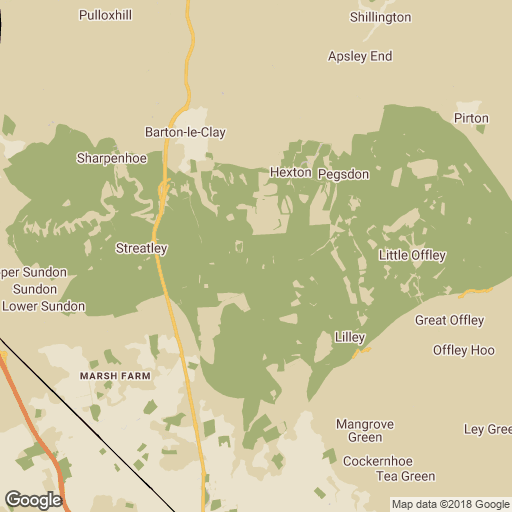 Pulloxhill
Shillington
Apsley End
Pirton
Barton-le-Clay
Sharpenhoe
Hexton
Pegsdon
Streatley
Little Offley
per Sundon
Sundon
Lower Sundon
Great Offley
Lilley
Offley Hoo
MARSH FARM
Mangrove
Green
Ley Gree
Cockernhoe
Tea Green
Google
Map data ©2018 Google